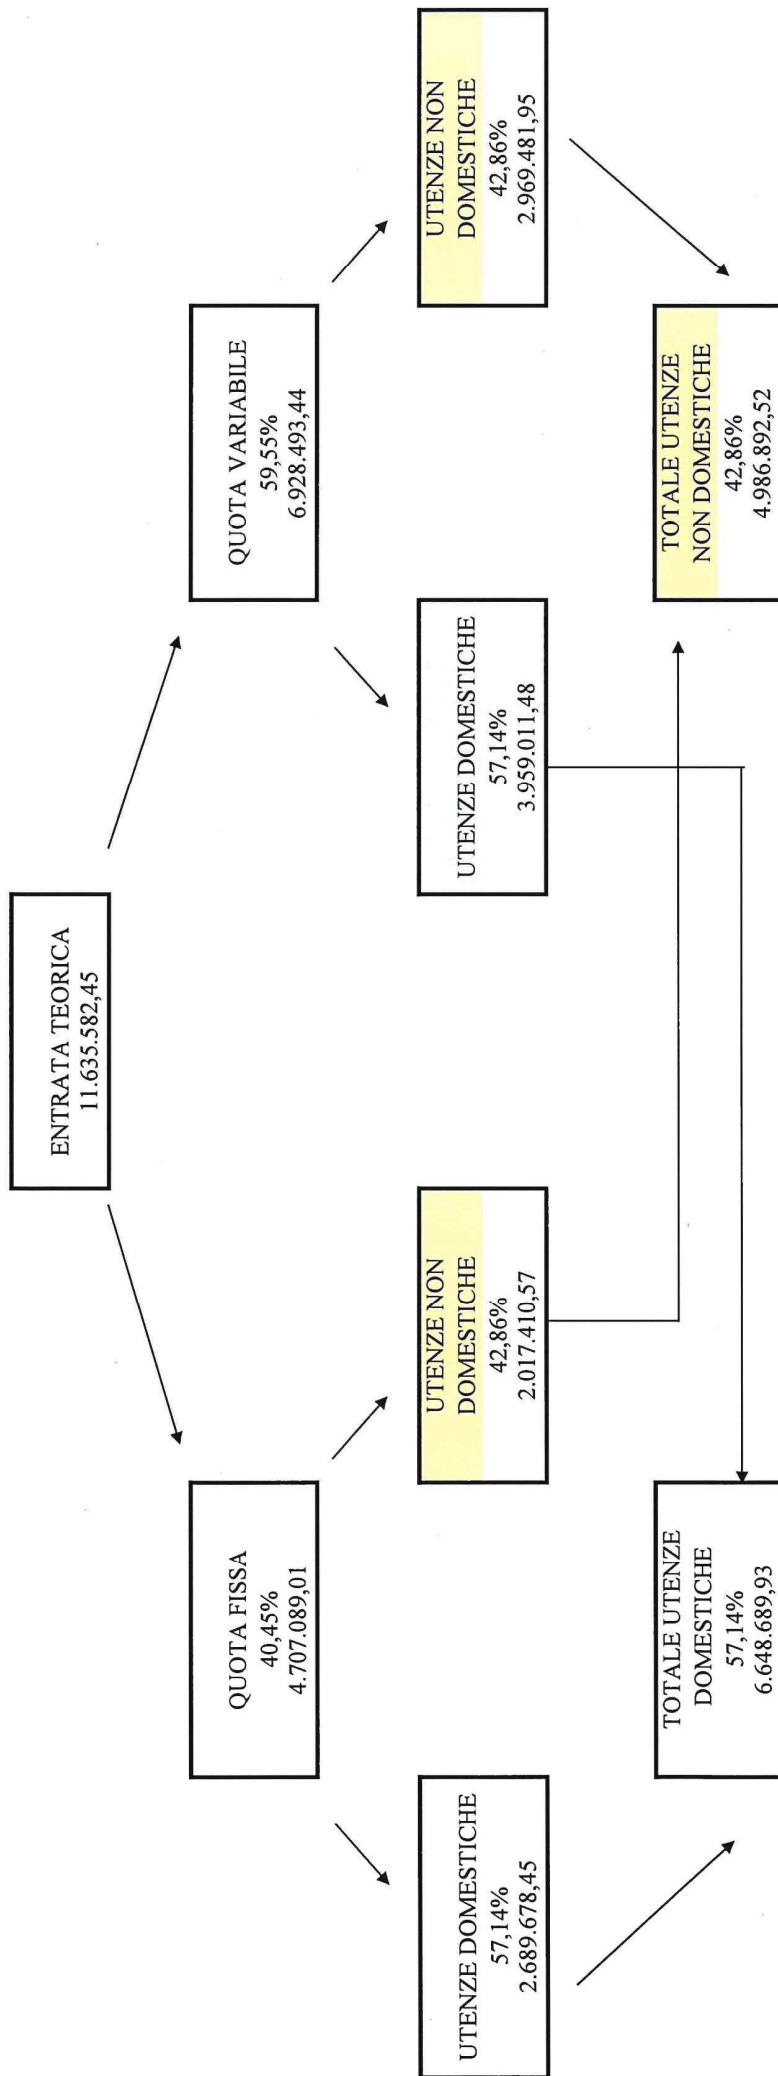 ENTRATA TEORICA
11.635.582,45
QUOTA FISSA
40,45%
4.707.089,01
QUOTA VARIABILE
59,55%
6.928.493,44
UTENZE DOMESTICHE
57,14%
2.689.678,45
UTENZE NON
DOMESTICHE
42,86%
2.017.410,57
UTENZE DOMESTICHE
57,14%
3.959.011,48
UTENZE NON
DOMESTICHE
42,86%
2.969.481,95
TOTALE UTENZE
DOMESTICHE
57,14%
6.648.689,93
TOTALE UTENZE
NON DOMESTICHE
42,86%
4.986.892,52